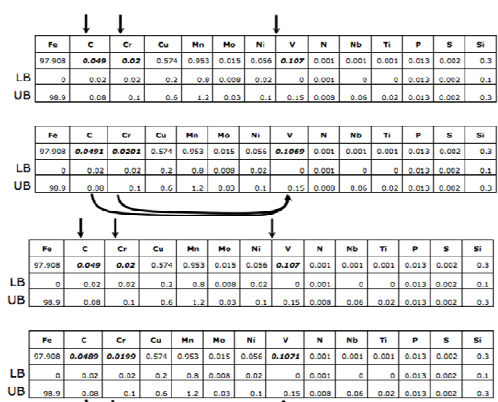 Fe C Cr Cu Mn Mo Ni V N Nb Ti P S Si
97.908 0.049 0.02 0.574 0.953 0.015 0.056 0.107 0.001 0.001 0.001 0.013 0.002 0.3
LB 0 0.02 0.02 0.2 0.8 0.008 0.02 0 0.001 0 0 0.013 0.002 0.1
UB 98.9 0.08 0.1 0.6 1.2 0.03 0.1 0.15 0.008 0.06 0.02 0.013 0.002 0.3
Fe C Cr Cu Mn Mo Ni V N Nb Ti P S Si
97.908 0.0491 0.0201 0.574 0.953 0.015 0.056 0.1069 0.001 0.001 0.001 0.013 0.002 0.3
LB 0 0.02 0.02 0.2 0.8 0.008 0.02 0 0.001 0 0 0.013 0.002 0.1
UB 98.9 0.08 0.1 0.6 1.2 0.03 0.1 0.15 0.008 0.06 0.02 0.013 0.002 0.3
Fe C Cr Cu Mn Mo Ni V N Nb Ti P S Si
97.908 0.049 0.02 0.574 0.953 0.015 0.056 0.107 0.001 0.001 0.001 0.013 0.002 0.3
LB 0 0.02 0.02 0.2 0.8 0.008 0.02 0 0.001 0 0 0.013 0.002 0.1
UB 98.9 0.08 0.1 0.6 1.2 0.03 0.1 0.15 0.008 0.06 0.02 0.013 0.002 0.3
Fe C Cr Cu Mn Mo Ni V N Nb Ti P S Si
97.908 0.0489 0.0199 0.574 0.953 0.015 0.056 0.1071 0.001 0.001 0.001 0.013 0.002 0.3
LB 0 0.02 0.02 0.2 0.8 0.008 0.02 0 0.001 0 0 0.013 0.002 0.1
UB 98.9 0.08 0.1 0.6 1.2 0.03 0.1 0.15 0.008 0.06 0.02 0.013 0.002 0.3